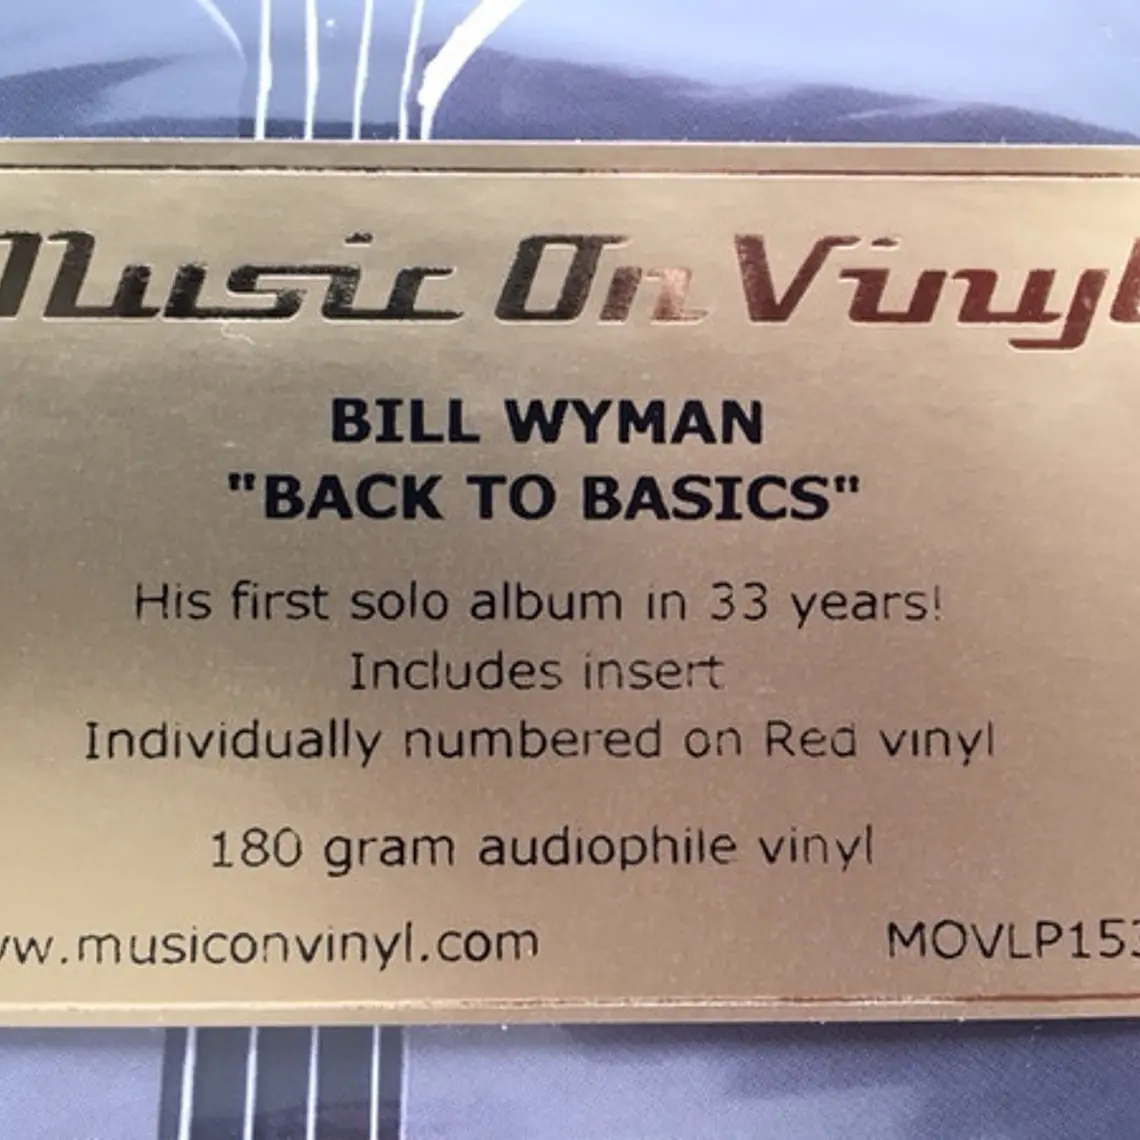 Music On Vinyl
BILL WYMAN
"BACK TO BASICS"
His first solo album in 33 years!
Includes insert
Individually numbered on Red vinyl
180 gram audiophile vinyl
ww.musiconvinyl.com MOVLP153